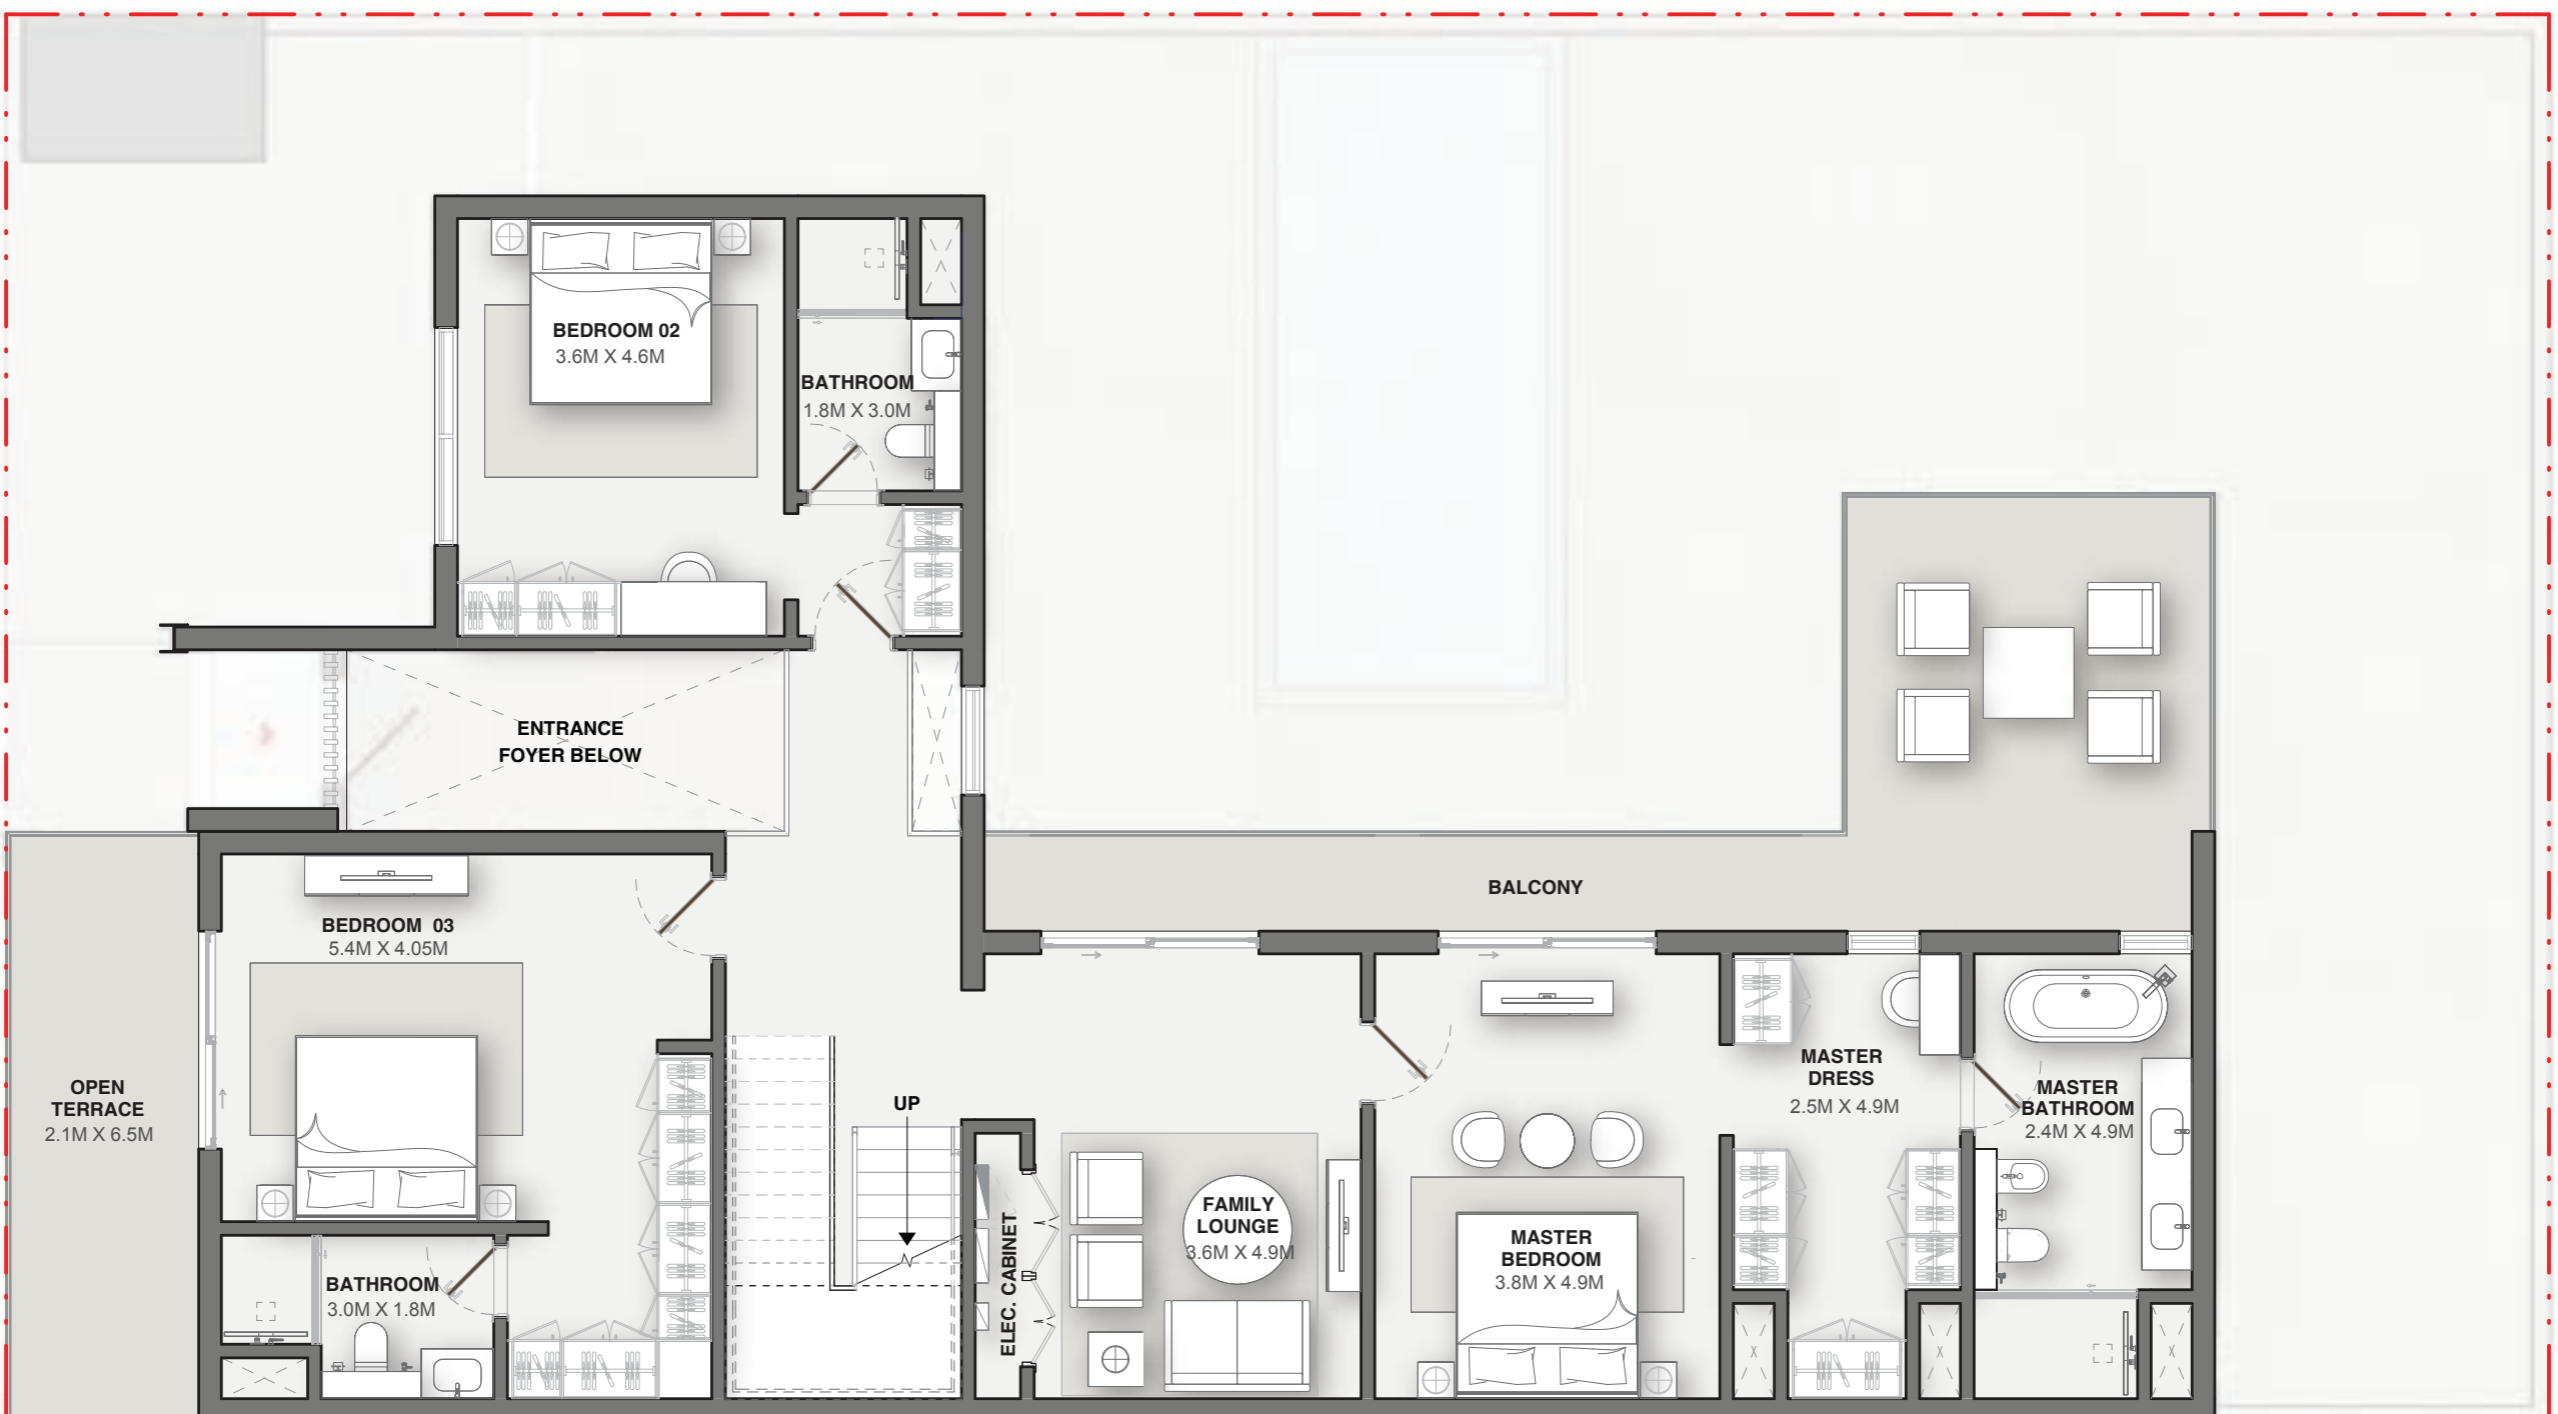 BEDROOM 02
3.6M X 4.6M
BATHROOM
1.8M X 3.0M
ENTRANCE
FOYER BELOW
BALCONY
BEDROOM 03
5.4M X 4.05M
OPEN
TERRACE
2.1M X 6.5M
BATHROOM
3.0M X 1.8M
UP
ELEC. CABINET
FAMILY
LOUNGE
3.6M X 4.9M
MASTER
BEDROOM
3.8M X 4.9M
MASTER
DRESS
2.5M X 4.9M
MASTER
BATHROOM
2.4M X 4.9M